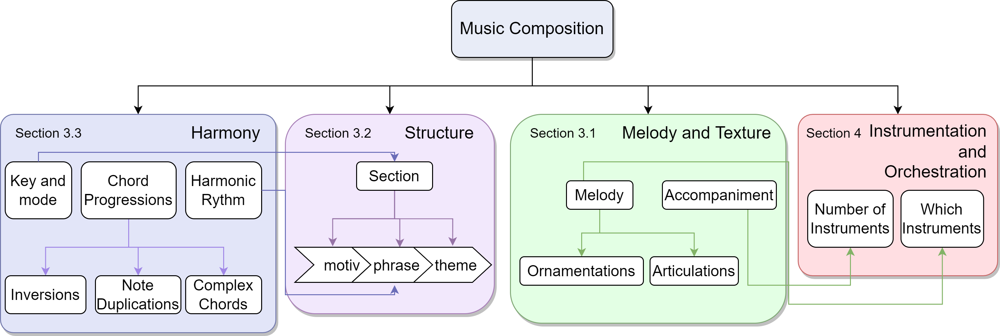 Music Composition
Section 3.3
Harmony
Key and
mode
Chord
Progressions
Harmonic
Rythm
Inversions
Note
Duplications
Complex
Chords
Section 3.2
Structure
Section
motiv
phrase
theme
Section 3.1
Melody and Texture
Melody
Accompaniment
Ornamentations
Articulations
Section 4
Instrumentation
and
Orchestration
Number of
Instruments
Which
Instruments